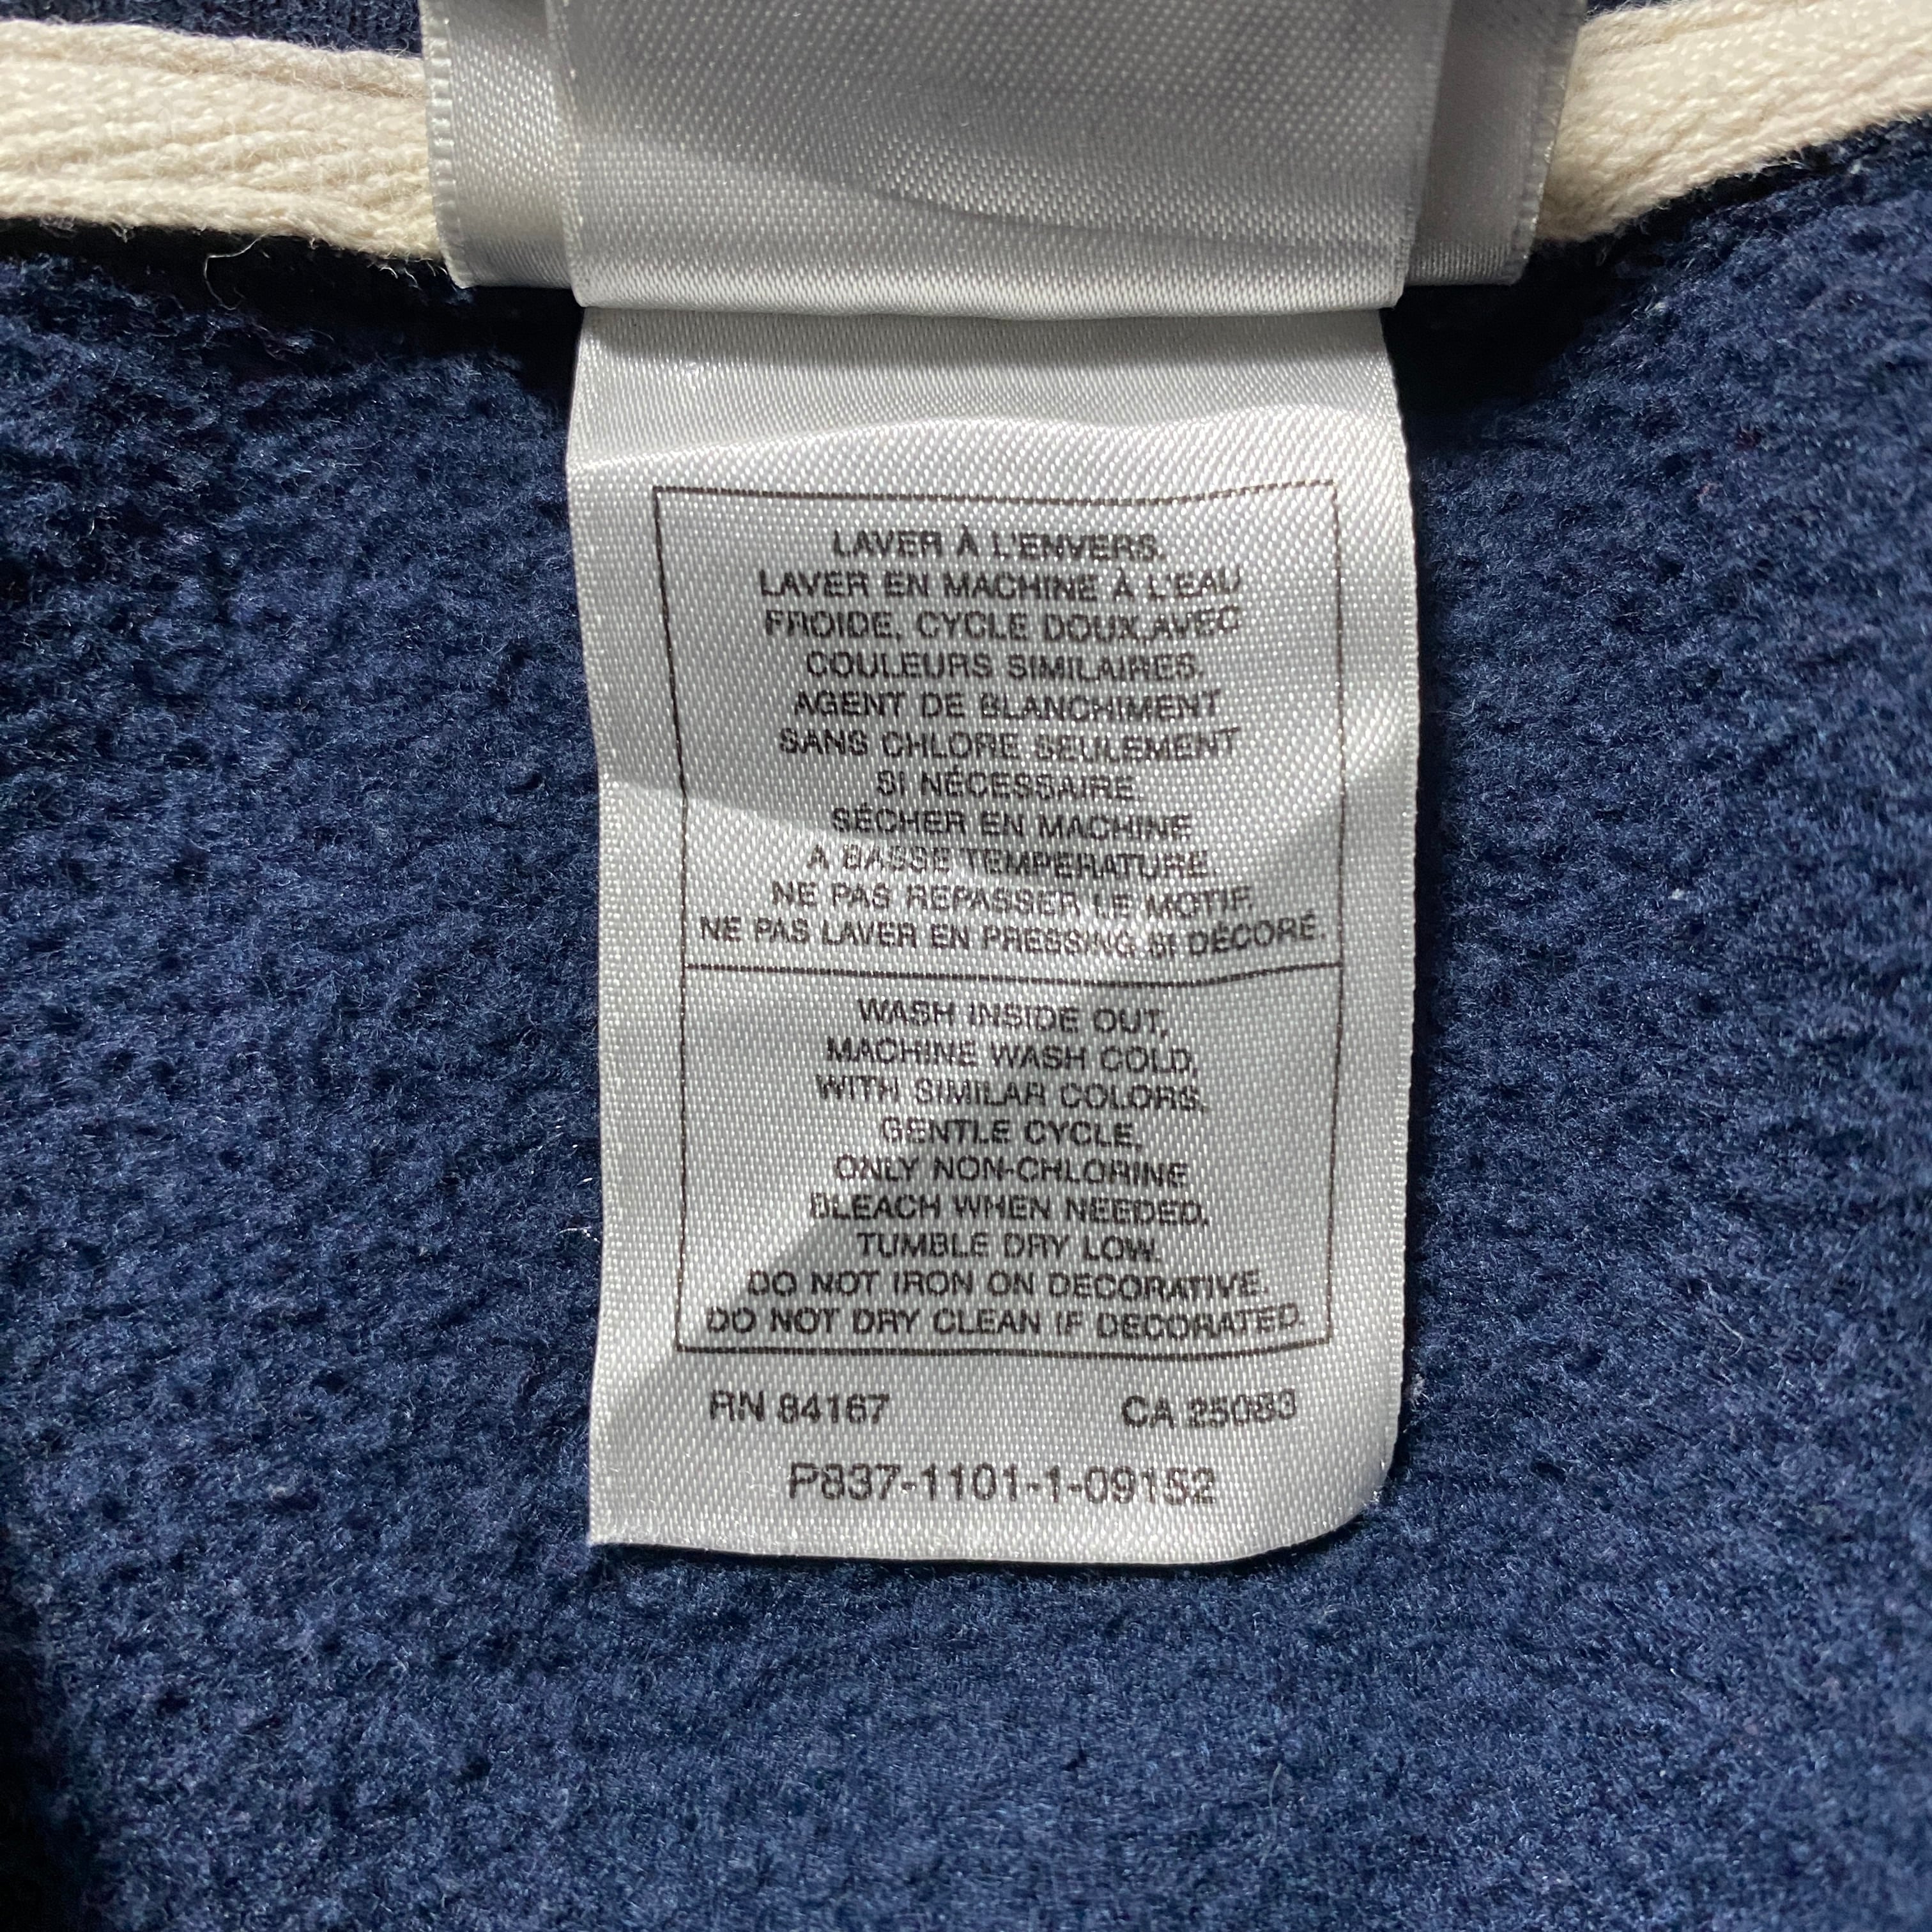 LAVER À L'ENVERS.
LAVER EN MACHINE À L'EAU
FROIDE, CYCLE DOUX,AVEC
COULEURS SIMILAIRES.
AGENT DE BLANCHIMENT
SANS CHLORE SEULEMENT
SI NÉCESSAIRE.
SÉCHER EN MACHINE
A BASSE TEMPERATURE
NE PAS REPASSER LE MOTIF.
NE PAS LAVER EN PRESSING SI DÉCORÉ.
WASH INSIDE OUT,
MACHINE WASH COLD,
WITH SIMILAR COLORS.
GENTLE CYCLE,
ONLY NON-CHLORINE
BLEACH WHEN NEEDED.
TUMBLE DRY LOW.
DO NOT IRON ON DECORATIVE.
DO NOT DRY CLEAN IF DECORATED.
RN 84167 CA 25083
P837-1101-1-09152